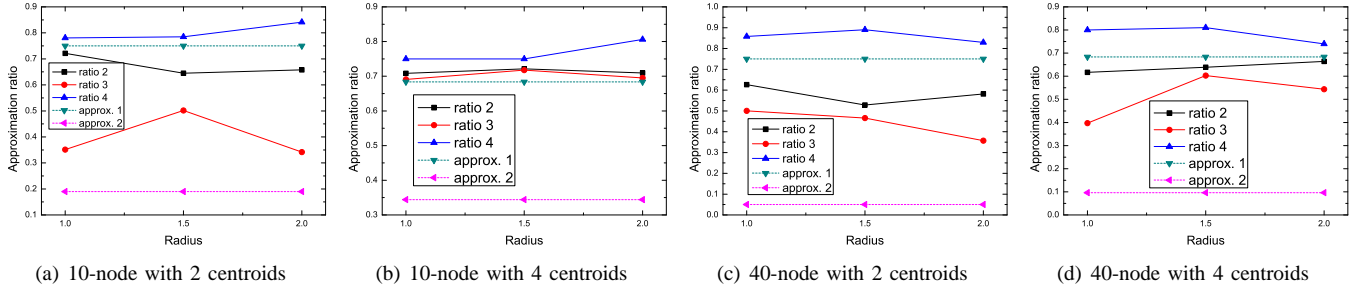 Approximation ratio
0.9
0.8
0.7
0.6
0.5
0.4
0.3
0.2
0.1
1.0
1.5
2.0
Radius
ratio 2
ratio 3
ratio 4
approx. 1
approx. 2
(a) 10-node with 2 centroids
Approximation ratio
0.9
0.8
0.7
0.6
0.5
0.4
0.3
1.0
1.5
2.0
Radius
ratio 2
ratio 3
ratio 4
approx. 1
approx. 2
(b) 10-node with 4 centroids
Approximation ratio
1.0
0.9
0.8
0.7
0.6
0.5
0.4
0.3
0.2
0.1
0.0
1.0
1.5
2.0
Radius
ratio 2
ratio 3
ratio 4
approx. 1
approx. 2
(c) 40-node with 2 centroids
Approximation ratio
0.9
0.8
0.7
0.6
0.5
0.4
0.3
0.2
0.1
0.0
1.0
1.5
2.0
Radius
ratio 2
ratio 3
ratio 4
approx. 1
approx. 2
(d) 40-node with 4 centroids